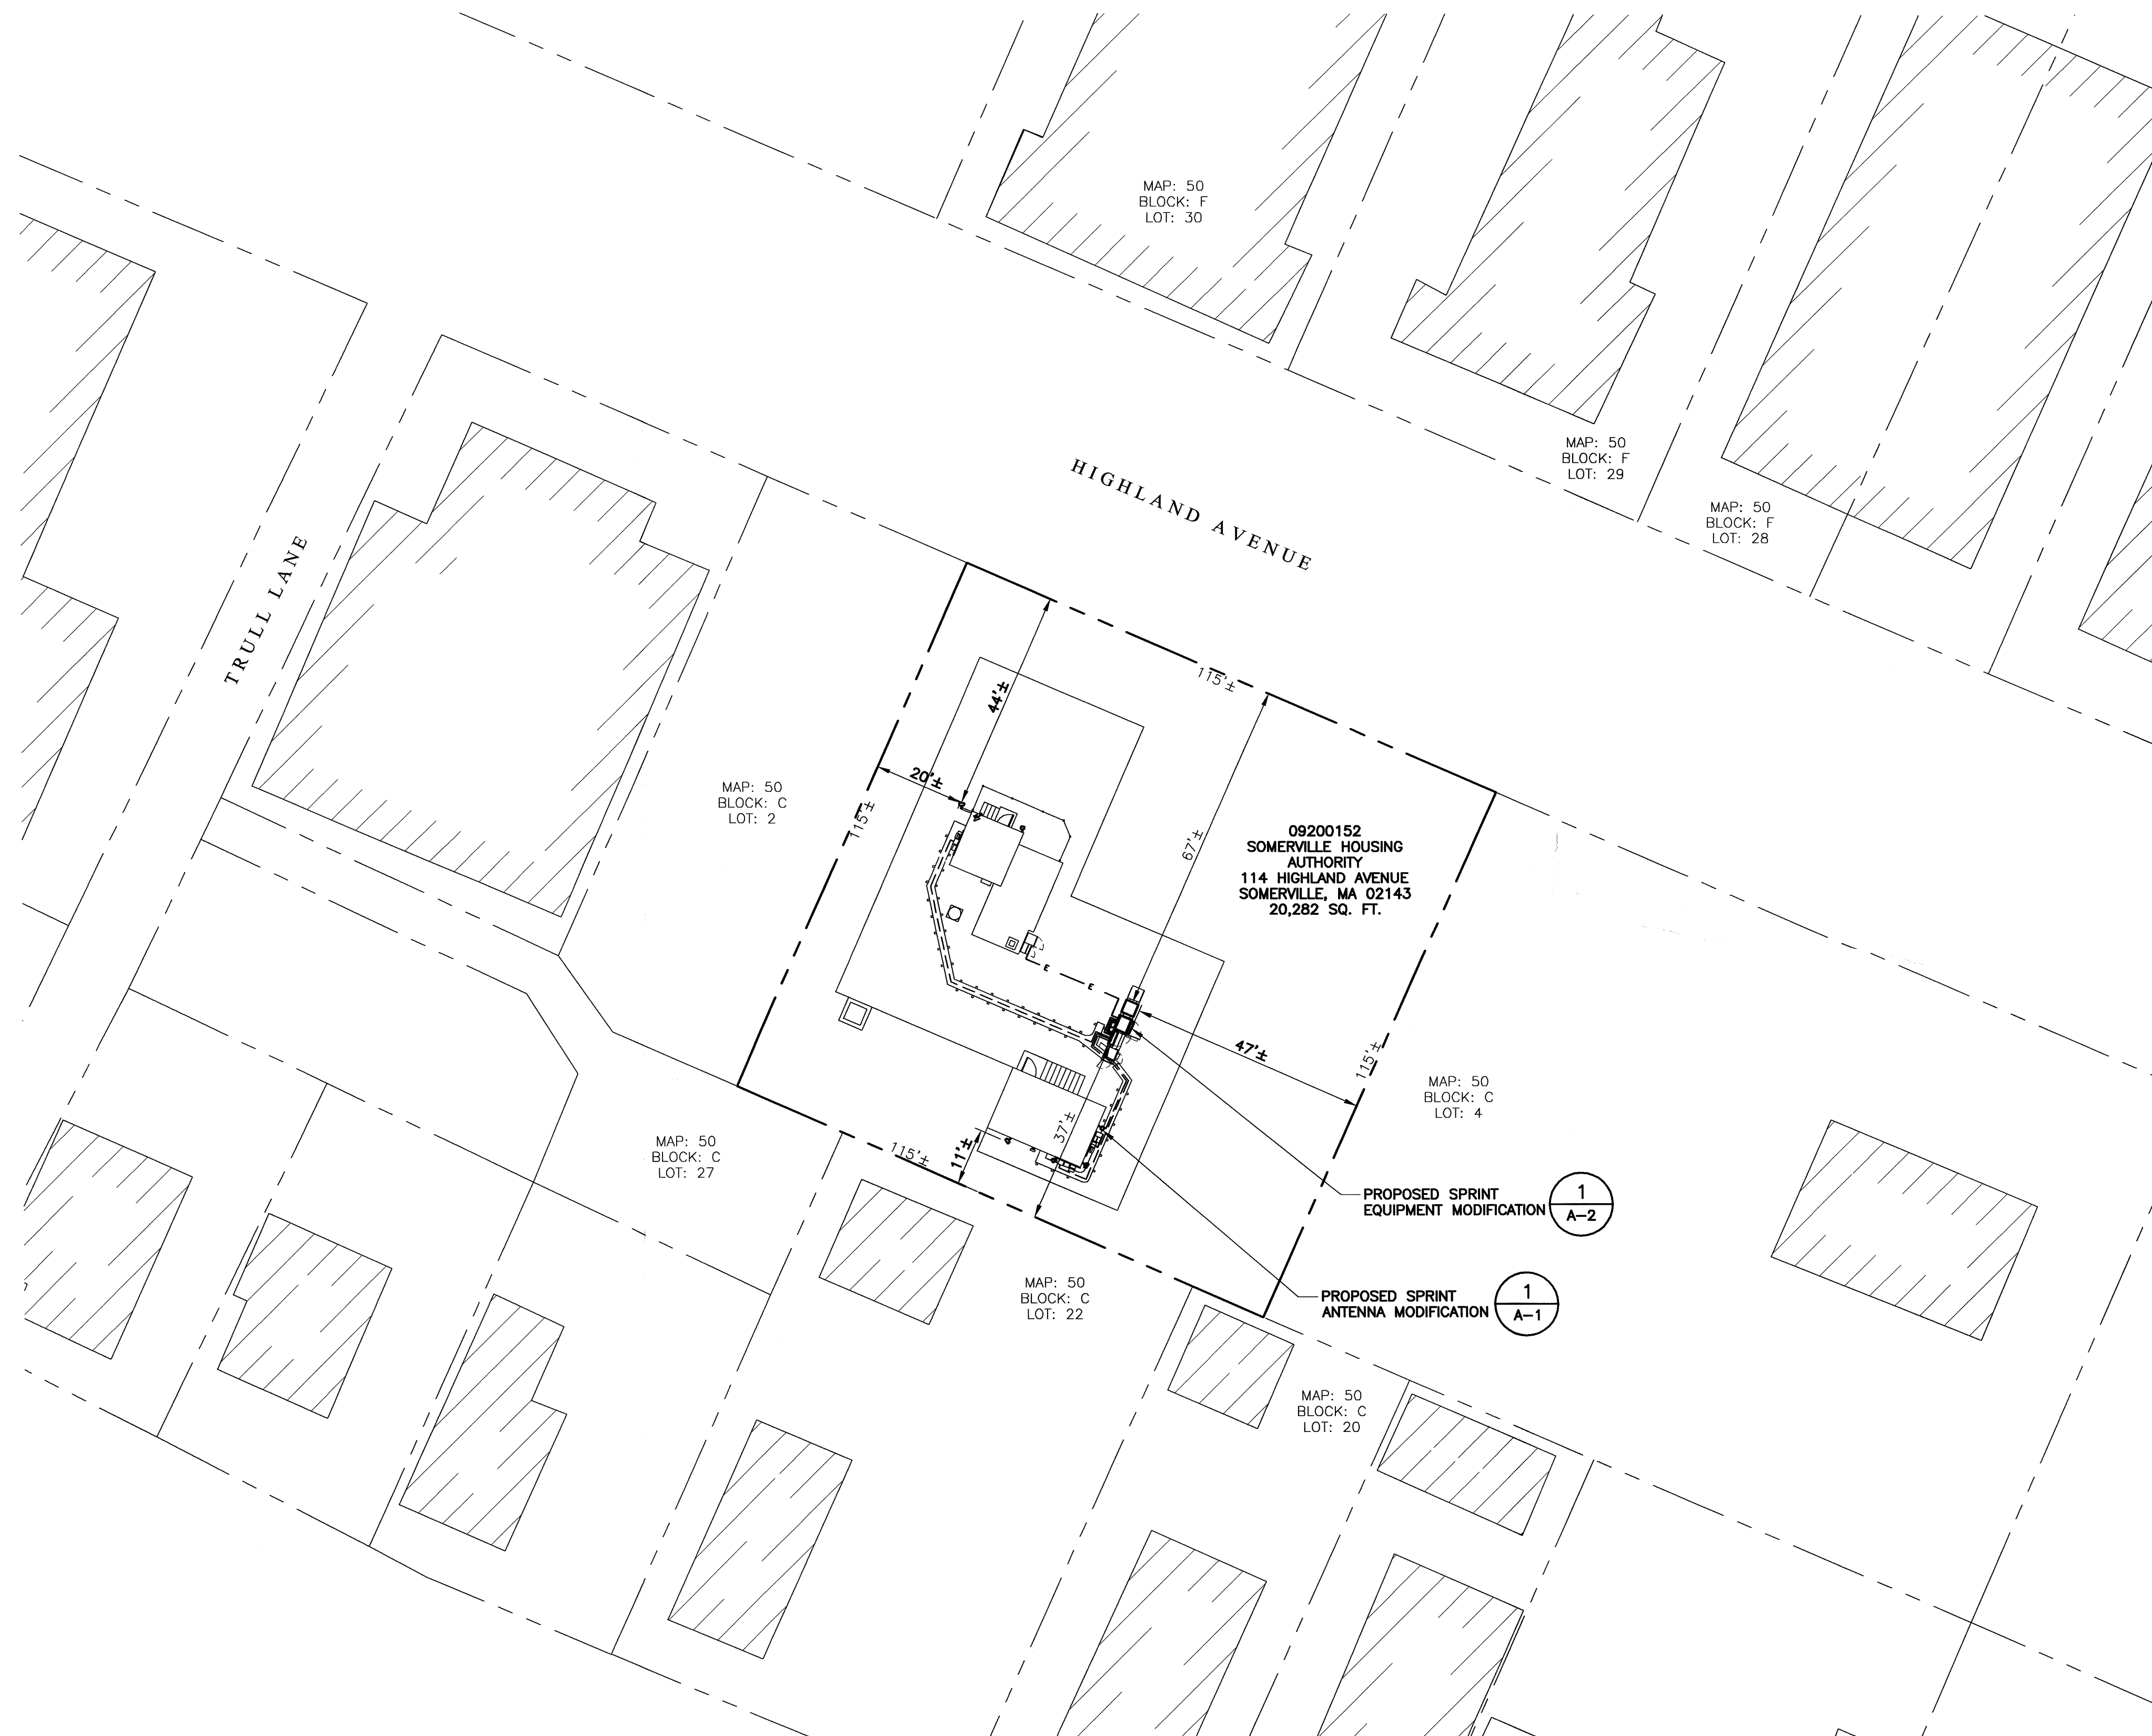 MAP: 50
BLOCK: F
LOT: 30
MAP: 50
BLOCK: F
LOT: 29
MAP: 50
BLOCK: F
LOT: 28
HIGHLAND AVENUE
TRULL LANE
115'±
44'±
20'±
115'±
67'±
MAP: 50
BLOCK: C
LOT: 2
09200152
SOMERVILLE HOUSING
AUTHORITY
114 HIGHLAND AVENUE
SOMERVILLE, MA 02143
20,282 SQ. FT.
E
E
47'±
115'±
MAP: 50
BLOCK: C
LOT: 4
37'±
11'±
115'±
MAP: 50
BLOCK: C
LOT: 27
PROPOSED SPRINT
EQUIPMENT MODIFICATION
1
A-2
MAP: 50
BLOCK: C
LOT: 22
PROPOSED SPRINT
ANTENNA MODIFICATION
1
A-1
MAP: 50
BLOCK: C
LOT: 20